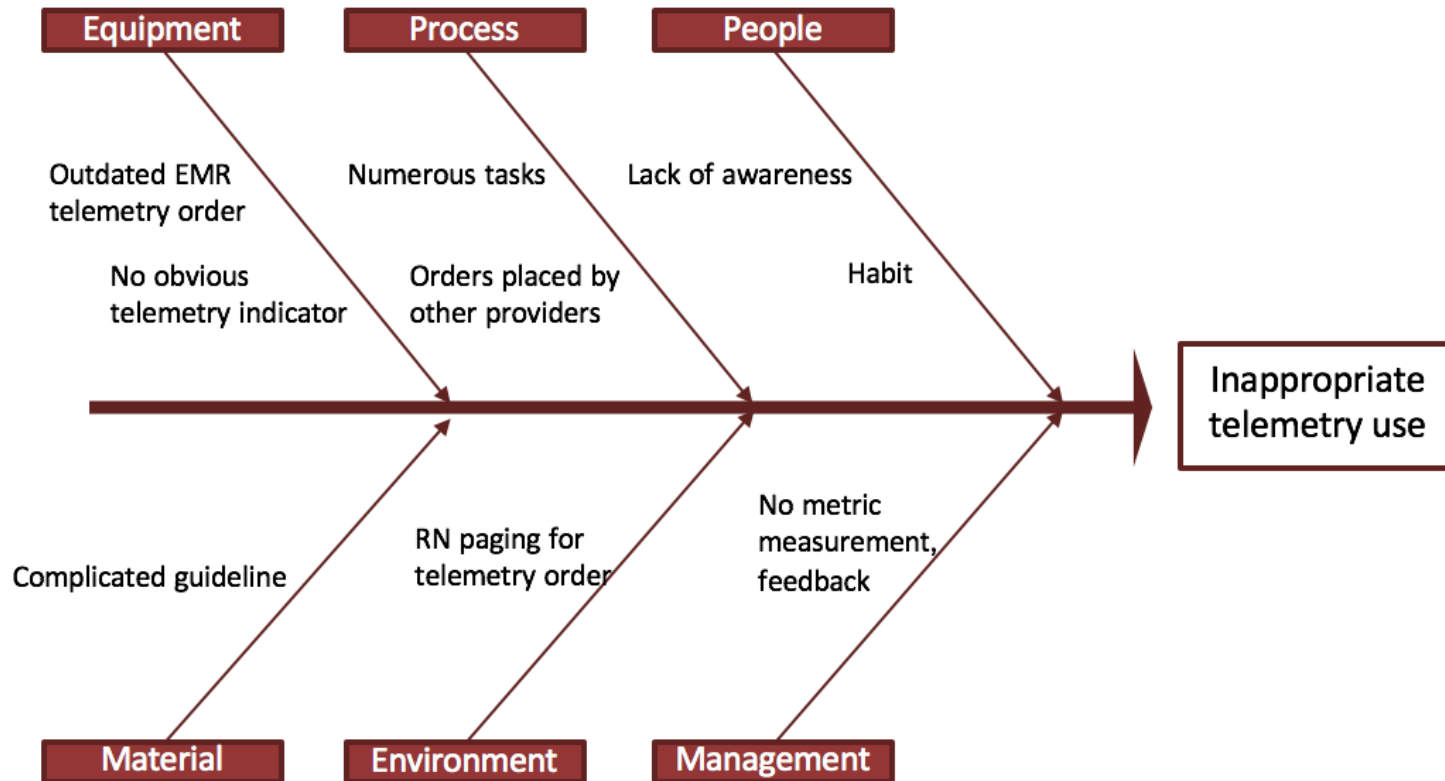 Equipment
Process
People
Outdated EMR
telemetry order
Numerous tasks
Lack of awareness
No obvious
telemetry indicator
Orders placed by
other providers
Habit
Inappropriate
telemetry use
Complicated guideline
RN paging for
telemetry order
No metric
measurement,
feedback
Material
Environment
Management